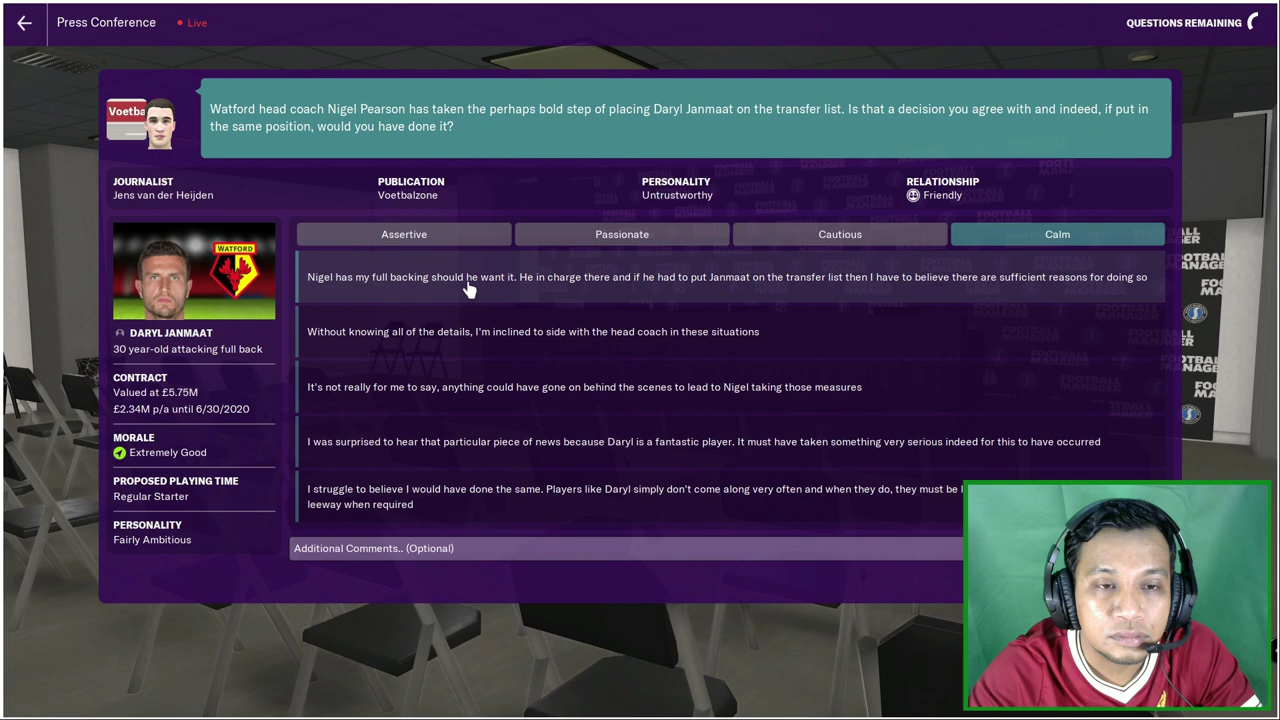 Press Conference
Live
QUESTIONS REMAINING
Voetba
Watford head coach Nigel Pearson has taken the perhaps bold step of placing Daryl Janmaat on the transfer list. Is that a decision you agree with and indeed, if put in
the same position, would you have done it?
JOURNALIST
Jens van der Heijden
PUBLICATION
Voetbalzone
PERSONALITY
Untrustworthy
RELATIONSHIP
Friendly
WATFORD
DARYL JANMAAT
30 year-old attacking full back
CONTRACT
Valued at £5.75M
£2.34M p/a until 6/30/2020
MORALE
Extremely Good
PROPOSED PLAYING TIME
Regular Starter
PERSONALITY
Fairly Ambitious
Assertive
Passionate
Cautious
Calm
Nigel has my full backing should he want it. He in charge there and if he had to put Janmaat on the transfer list then I have to believe there are sufficient reasons for doing so
Without knowing all of the details, I'm inclined to side with the head coach in these situations
It's not really for me to say, anything could have gone on behind the scenes to lead to Nigel taking those measures
I was surprised to hear that particular piece of news because Daryl is a fantastic player. It must have taken something very serious indeed for this to have occurred
I struggle to believe I would have done the same. Players like Daryl simply don't come along very often and when they do, they must be
leeway when required
Additional Comments.. (Optional)
FOOTBALL
MANAGER